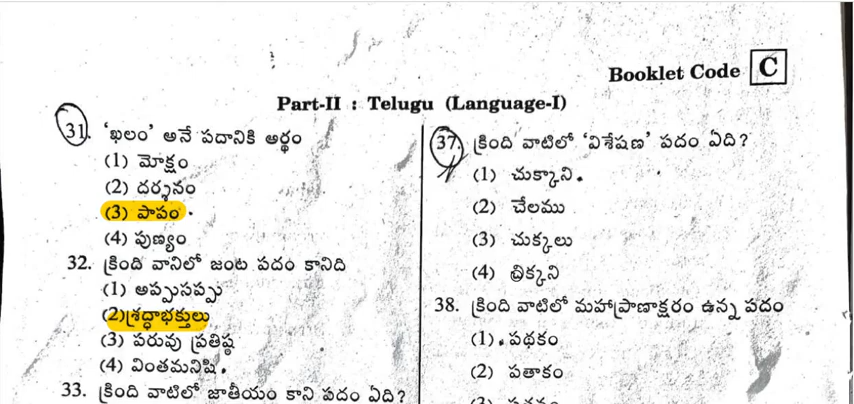 Booklet Code C
Part-II : Telugu (Language-I)
31. 'ఖలం' అనే పదానికి అర్థం
(1) మోక్షం
(2) దర్శనం
(3) పాపం
(4) పుణ్యం
32. క్రింది వానిలో జంట పదం కానిది
(1) అప్పుసప్పు
(2) శ్రద్ధాభక్తులు
(3) పరువు ప్రతిష్ఠ
(4) వింతమనిషి
33. క్రింది వాటిలో జాతీయం కాని పదం ఏది?
37. క్రింది వాటిలో 'విశేషణ' పదం ఏది?
(1) చుక్కాని
(2) చేలము
(3) చుక్కలు
(4) చిక్కని
38. క్రింది వాటిలో మహాప్రాణాక్షరం ఉన్న పదం
(1) పథకం
(2) పతాకం